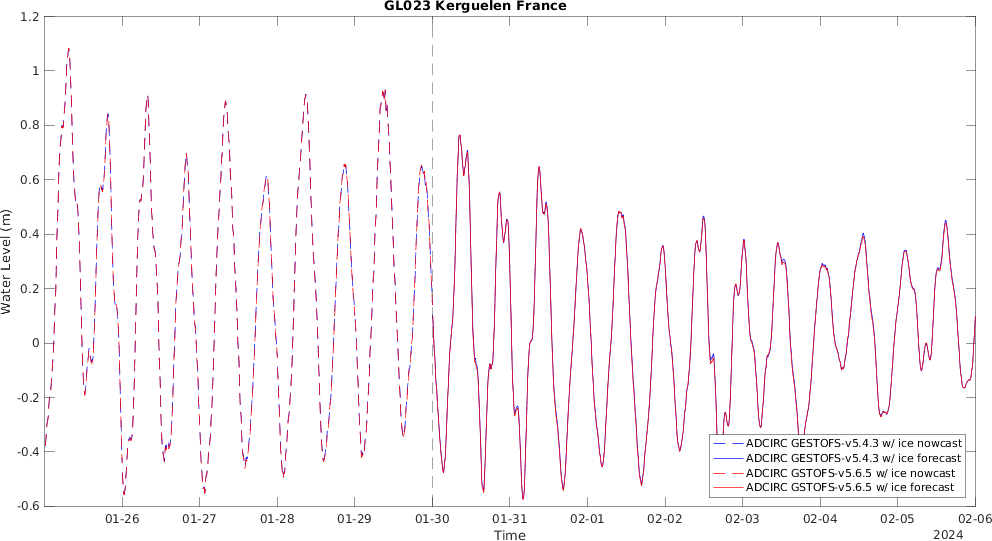 GL023 Kerguelen France
1.2
1
0.8
0.6
0.4
0.2
0
-0.2
-0.4
-0.6
Water Level (m)
01-26 01-27 01-28 01-29 01-30 01-31 02-01 02-02 02-03 02-04 02-05 02-06
Time
2024
ADCIRC GESTOFS-v5.4.3 w/ ice nowcast
ADCIRC GESTOFS-v5.4.3 w/ ice forecast
ADCIRC GSTOFS-v5.6.5 w/ ice nowcast
ADCIRC GSTOFS-v5.6.5 w/ ice forecast